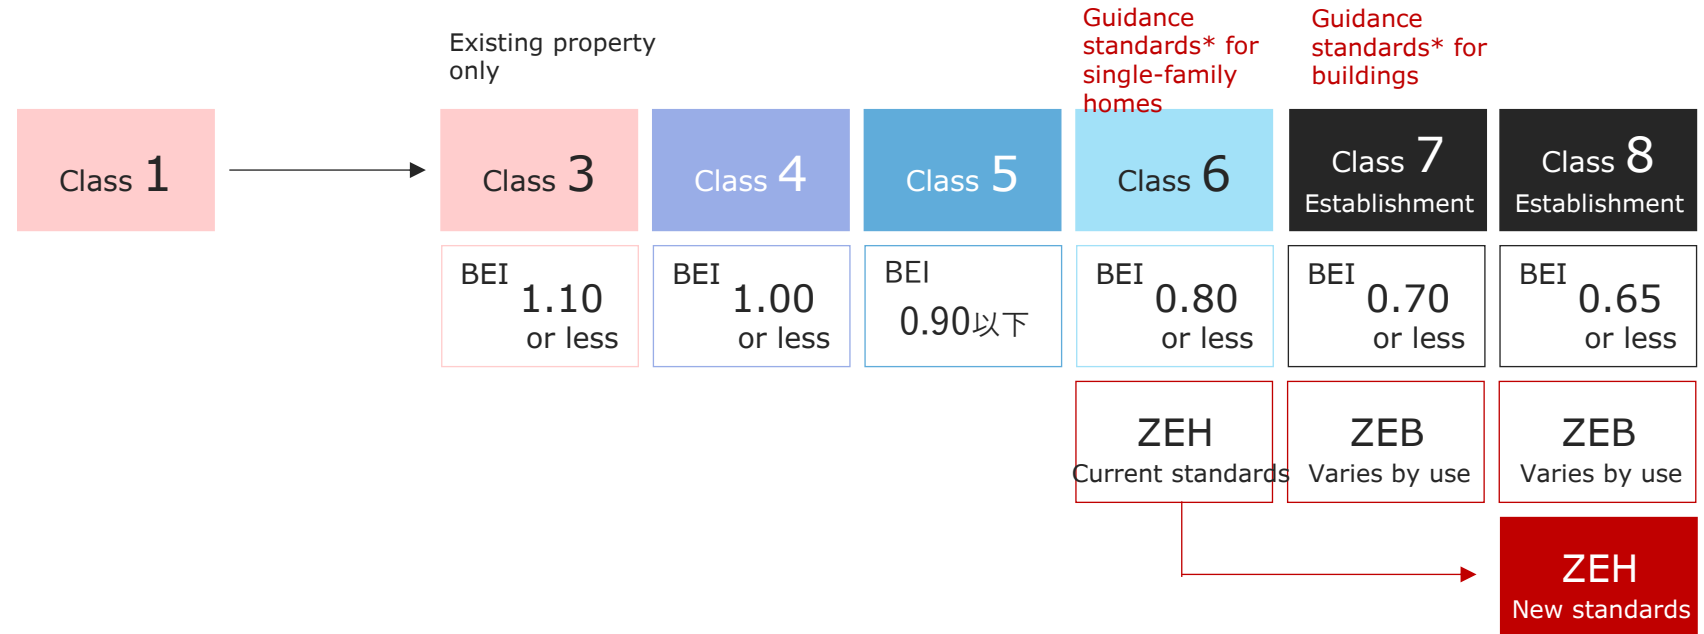 Existing property
only
Guidance
standards* for
single-family
homes
Guidance
standards* for
buildings
Class 1
Class 3
Class 4
Class 5
Class 6
Class 7
Establishment
Class 8
Establishment
BEI
1.10
or less
BEI
1.00
or less
BEI
0.90以下
BEI
0.80
or less
BEI
0.70
or less
BEI
0.65
or less
ZEH
Current standards
ZEB
Varies by use
ZEB
Varies by use
ZEH
New standards